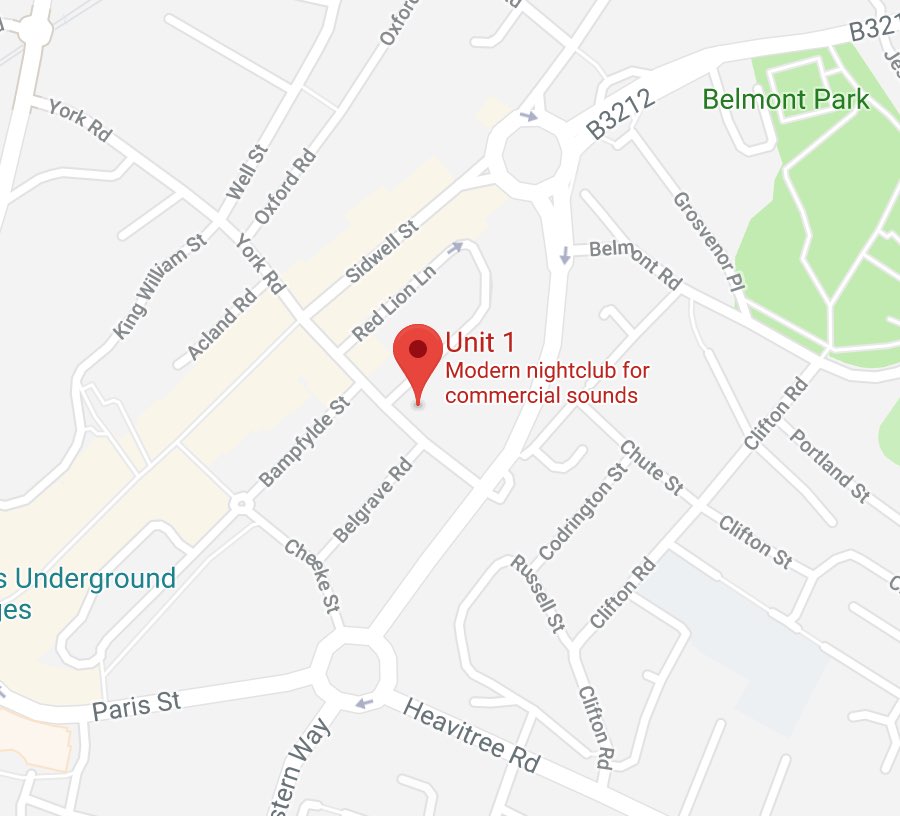 Oxford
B321
York Rd
B3212
Belmont Park
Well St
Oxford Rd
Grosvenor Pl
King William St
York Rd
Sidwell St
Belmont Rd
Red Lion Ln
Acland Rd
Unit 1
Modern nightclub for
commercial sounds
Bampfylde St
Clifton Rd
Belgrave Rd
Chute St
Portland St
Codrington St
Clifton St
Cheeke St
s Underground
ges
Russell St
Clifton Rd
Paris St
Heavitree Rd
Clifton Rd
stern Way